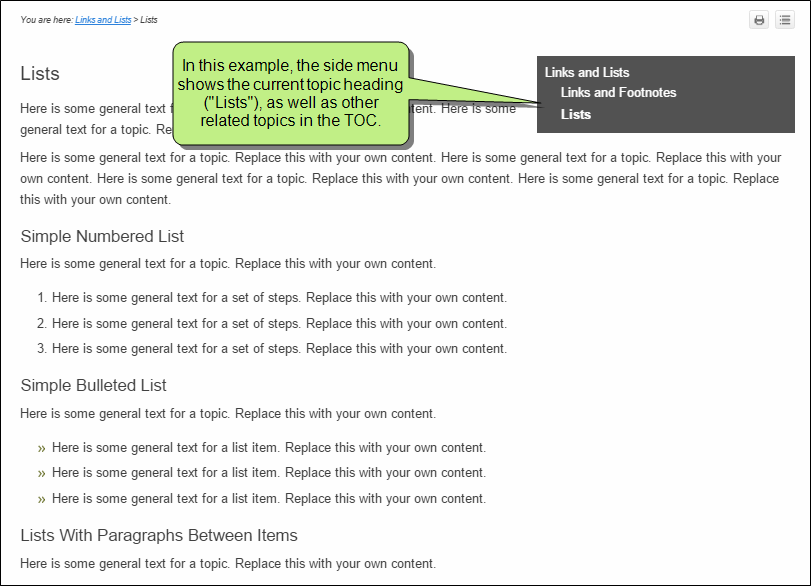 You are here: Links and Lists > Lists
In this example, the side menu
shows the current topic heading
("Lists"), as well as other
related topics in the TOC.
Links and Lists
Links and Footnotes
Lists
Lists
Here is some general text f tent. Here is some
general text for a topic. Re
Here is some general text for a topic. Replace this with your own content. Here is some general text for a topic. Replace this with your
own content. Here is some general text for a topic. Replace this with your own content. Here is some general text for a topic. Replace
this with your own content.
Simple Numbered List
Here is some general text for a topic. Replace this with your own content.
1. Here is some general text for a set of steps. Replace this with your own content.
2. Here is some general text for a set of steps. Replace this with your own content.
3. Here is some general text for a set of steps. Replace this with your own content.
Simple Bulleted List
Here is some general text for a topic. Replace this with your own content.
» Here is some general text for a list item. Replace this with your own content.
» Here is some general text for a list item. Replace this with your own content.
» Here is some general text for a list item. Replace this with your own content.
Lists With Paragraphs Between Items
Here is some general text for a topic. Replace this with your own content.